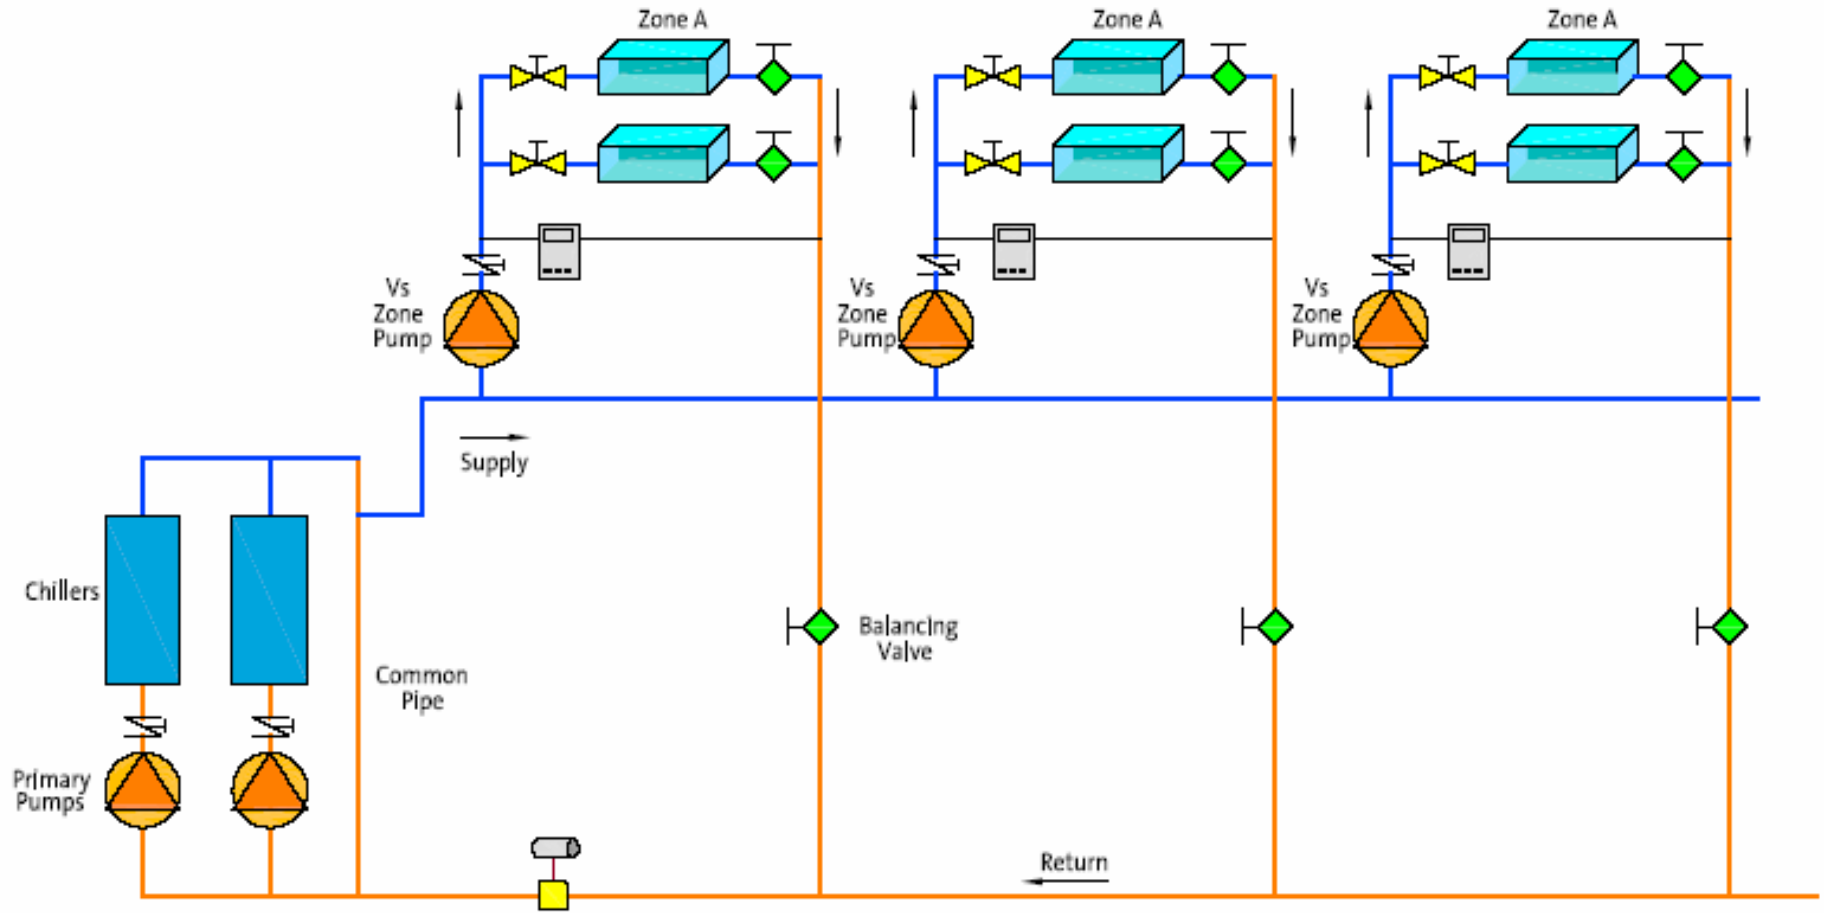 Zone A
Zone A
Zone A
Vs
Zone
Pump
Vs
Zone
Pump
Vs
Zone
Pump
Supply
Chillers
Balancing
Valve
Common
Pipe
Primary
Pumps
Return